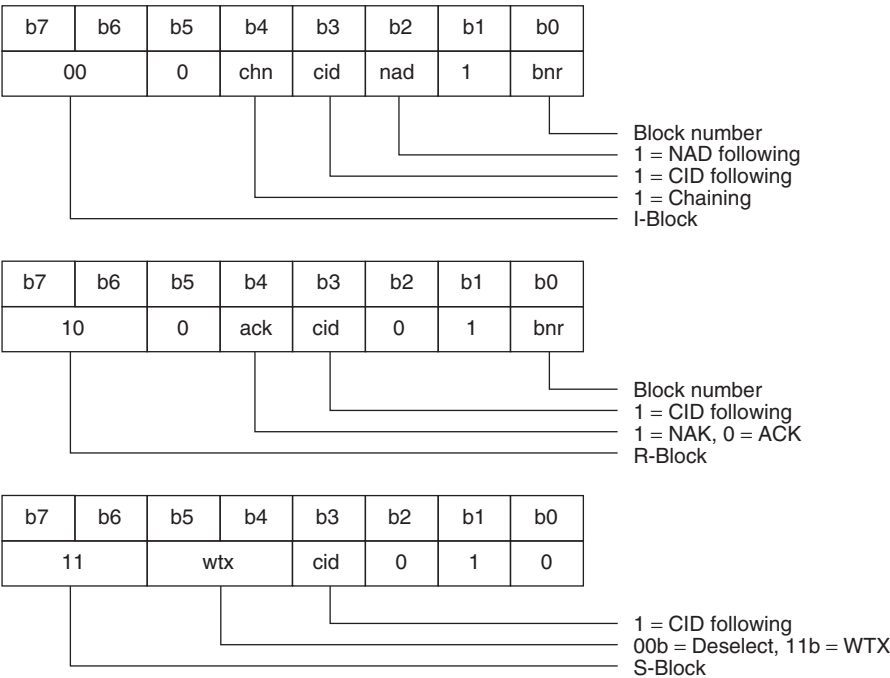 b7 b6 b5 b4 b3 b2 b1 b0
00 0 chn cid nad 1 bnr
Block number
1 = NAD following
1 = CID following
1 = Chaining
I-Block
b7 b6 b5 b4 b3 b2 b1 b0
10 0 ack cid 0 1 bnr
Block number
1 = CID following
1 = NAK, 0 = ACK
R-Block
b7 b6 b5 b4 b3 b2 b1 b0
11 wtx cid 0 1 0
1 = CID following
00b = Deselect, 11b = WTX
S-Block